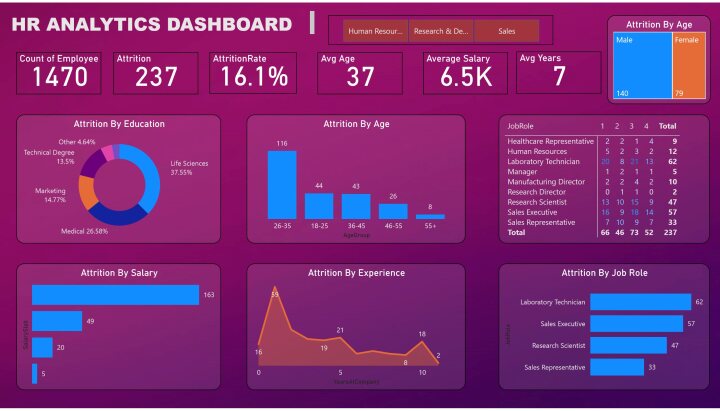 HR ANALYTICS DASHBOARD
Human Resour...
Research & De...
Sales
Count of Employee
1470
Attrition
237
AttritionRate
16.1%
Avg Age
37
Average Salary
6.5K
Avg Years
7
Attrition By Age
Male
Female
140
79
Attrition By Education
Other 4.64%
Technical Degree
13.5%
Marketing
14.77%
Medical 26.58%
Life Sciences
37.55%
Attrition By Age
116
44
43
26
8
26-35 18-25 36-45 46-55 55+
AgeGroup
JobRole 1 2 3 4 Total
Healthcare Representative 2 2 1 4 9
Human Resources 5 2 3 2 12
Laboratory Technician 20 8 21 13 62
Manager 1 2 1 1 5
Manufacturing Director 2 2 4 2 10
Research Director 0 1 1 0 2
Research Scientist 13 10 15 9 47
Sales Executive 16 9 18 14 57
Sales Representative 7 10 9 7 33
Total 66 46 73 52 237
Attrition By Salary
SalarySlab
163
49
20
5
Attrition By Experience
59
16
19
21
8
18
2
0 5 10
YearsAtCompany
Attrition By Job Role
JobRole
Laboratory Technician 62
Sales Executive 57
Research Scientist 47
Sales Representative 33